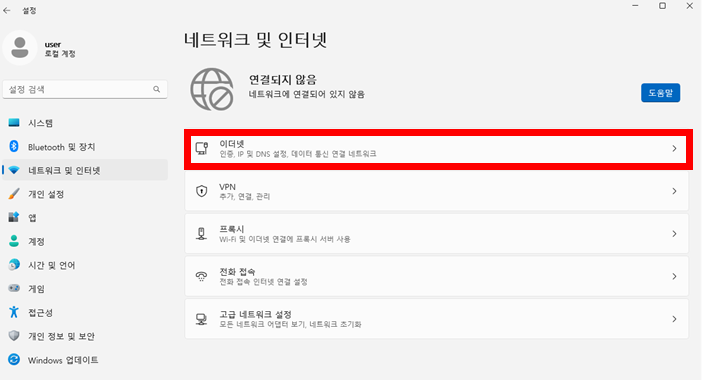 설정
user
로컬 계정
설정 검색
시스템
Bluetooth 및 장치
네트워크 및 인터넷
개인 설정
앱
계정
시간 및 언어
게임
접근성
개인 정보 및 보안
Windows 업데이트
네트워크 및 인터넷
연결되지 않음
네트워크에 연결되어 있지 않음
도움말
이더넷
인증, IP 및 DNS 설정, 데이터 통신 연결 네트워크
VPN
추가, 연결, 관리
프록시
Wi-Fi 및 이더넷 연결에 프록시 서버 사용
전화 접속
전화 접속 인터넷 연결 설정
고급 네트워크 설정
모든 네트워크 어댑터 보기, 네트워크 초기화